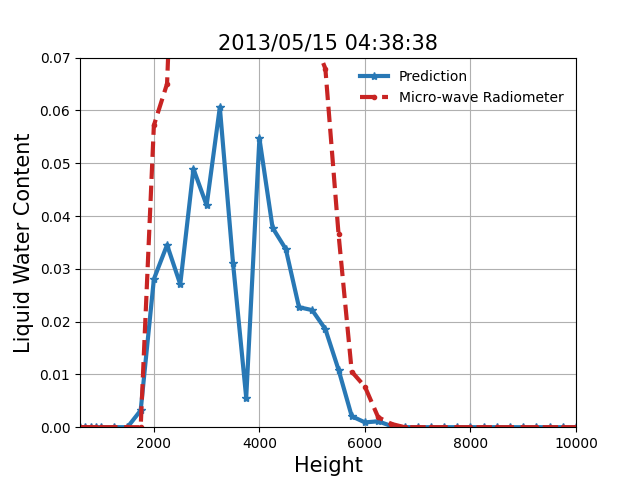 2013/05/15 04:38:38
0.07
0.06
0.05
0.04
0.03
0.02
0.01
0.00
Liquid Water Content
Prediction
Micro-wave Radiometer
2000 4000 6000 8000 10000
Height